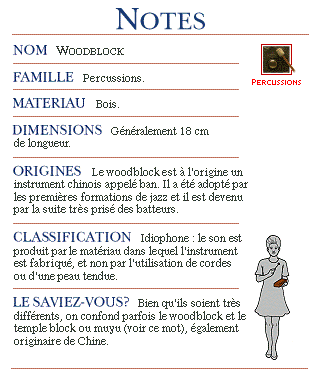 NOTES
NOM WOODBLOCK
PERCUSSIONS
FAMILLE Percussions.
MATERIAU Bois.
DIMENSIONS Généralement 18 cm
de longueur.
ORIGINES Le woodblock est à l'origine un
instrument chinois appelé ban. Il a été adopté par
les premières formations de jazz et il est devenu
par la suite très prisé des batteurs.
CLASSIFICATION Idiophone : le son est
produit par le matériau dans lequel l'instrument
est fabriqué, et non par l'utilisation de cordes
ou d'une peau tendue.
LE SAVIEZ-VOUS? Bien qu'ils soient très
différents, on confond parfois le woodblock et le
temple block ou muyu (voir ce mot), également
originaire de Chine.